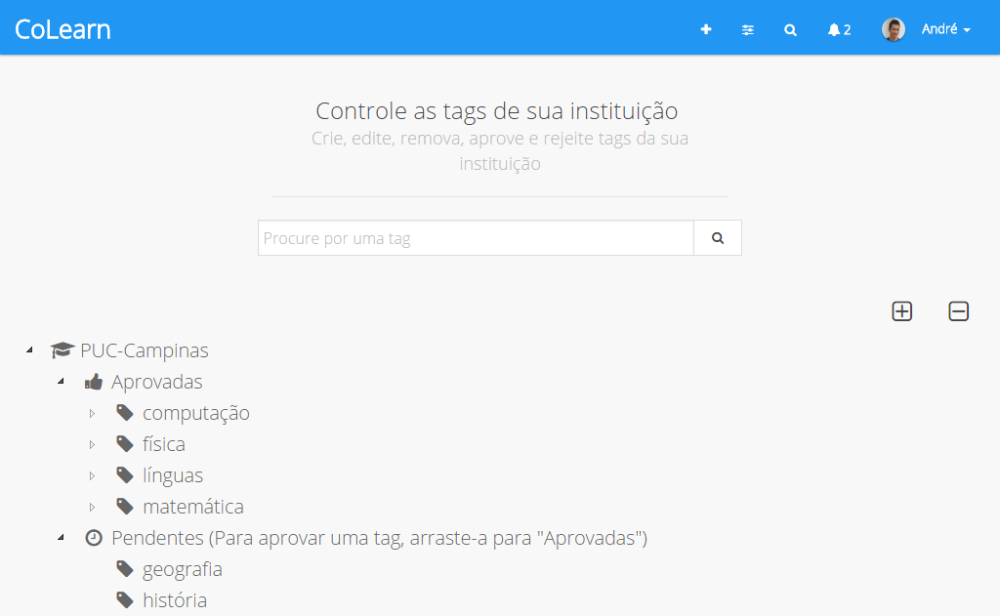 CoLearn
2
André
Controle as tags de sua instituição
Crie, edite, remova, aprove e rejeite tags da sua
instituição
Procure por uma tag
PUC-Campinas
Aprovadas
computação
física
línguas
matemática
Pendentes (Para aprovar uma tag, arraste-a para "Aprovadas")
geografia
história